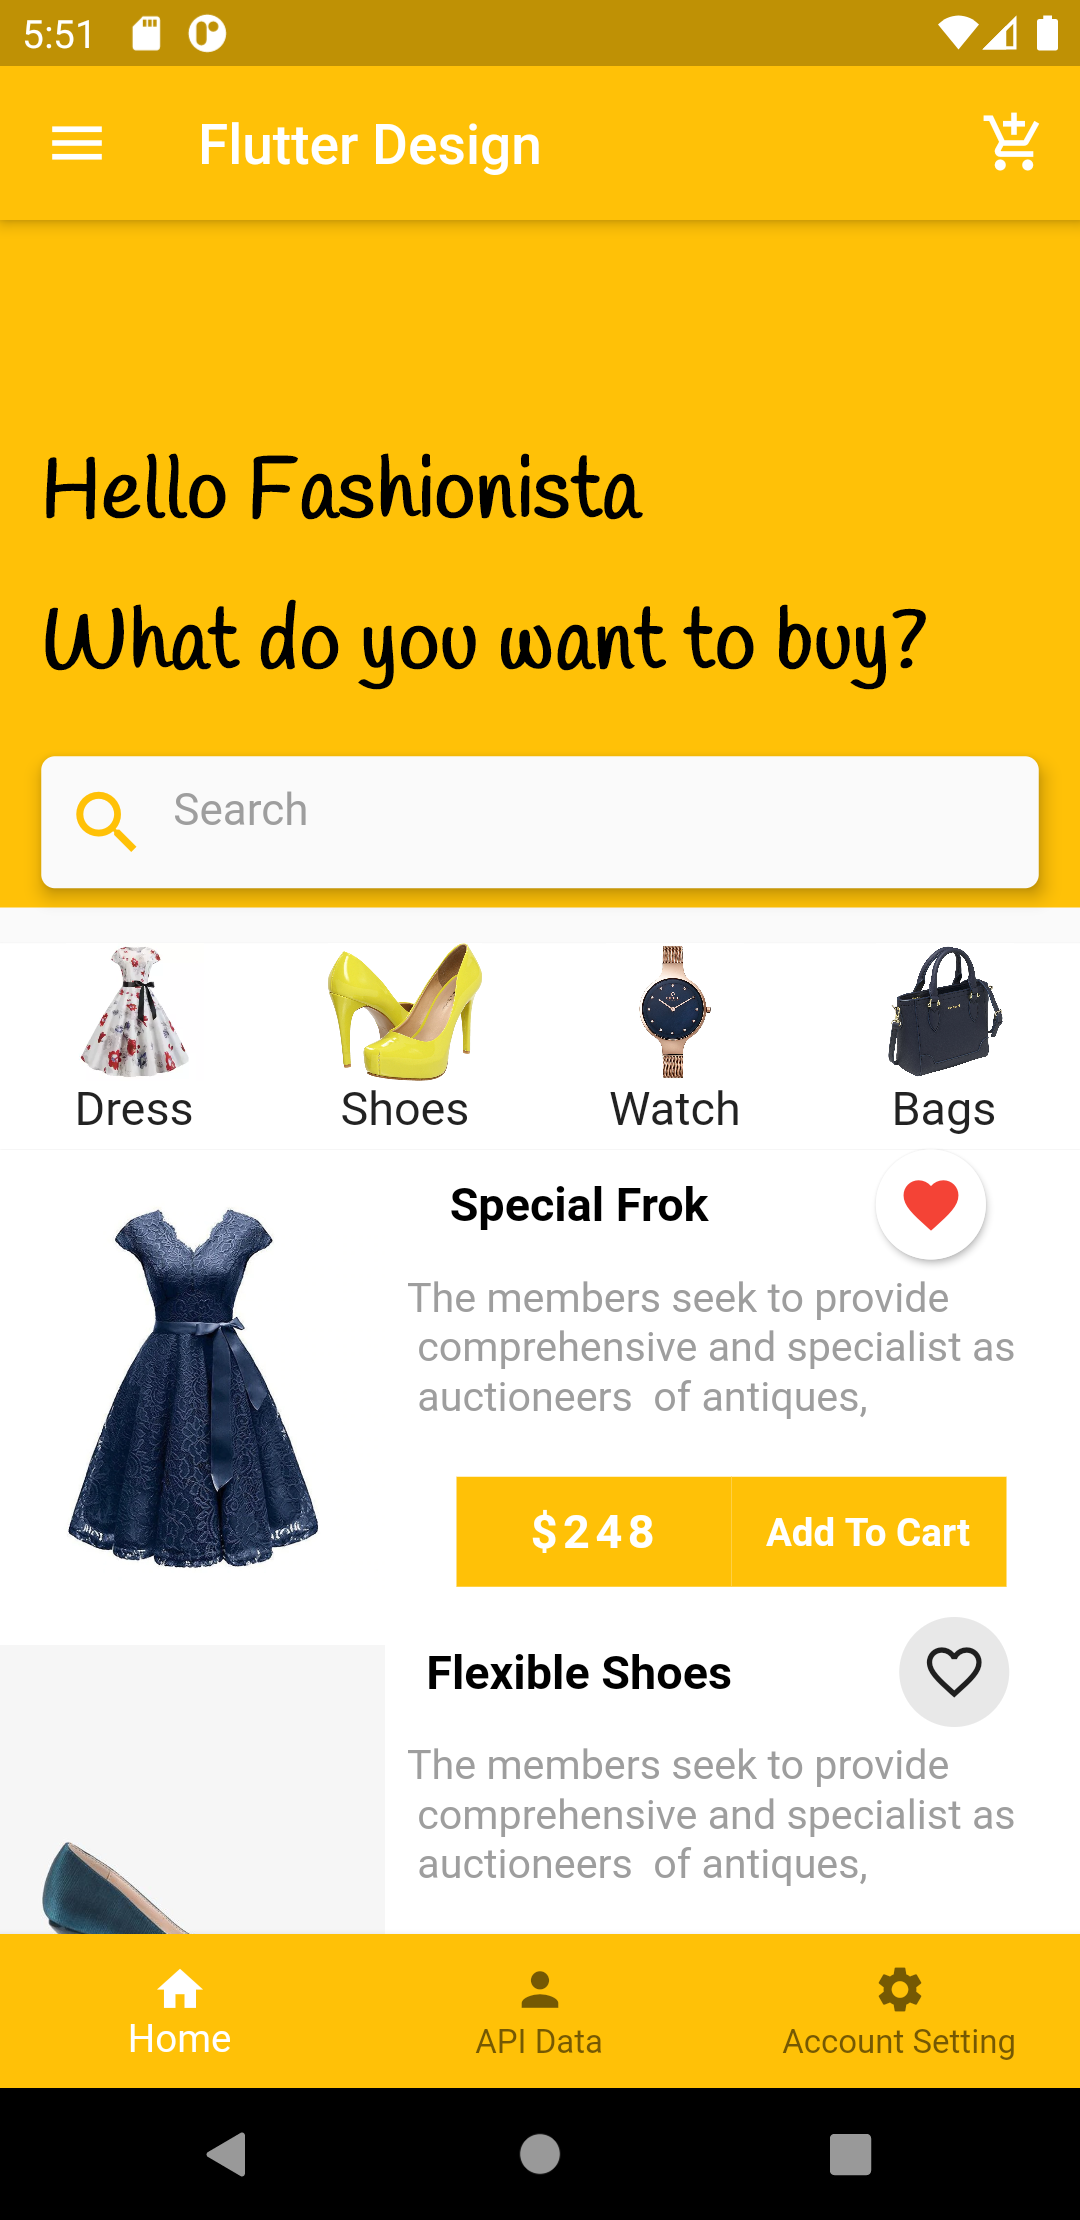 5:51
Flutter Design
Hello Fashionista
What do you want to buy?
Search
Dress Shoes Watch Bags
Special Frok
The members seek to provide
comprehensive and specialist as
auctioneers  of antiques,
$248 Add To Cart
Flexible Shoes
The members seek to provide
comprehensive and specialist as
auctioneers  of antiques,
Home API Data Account Setting